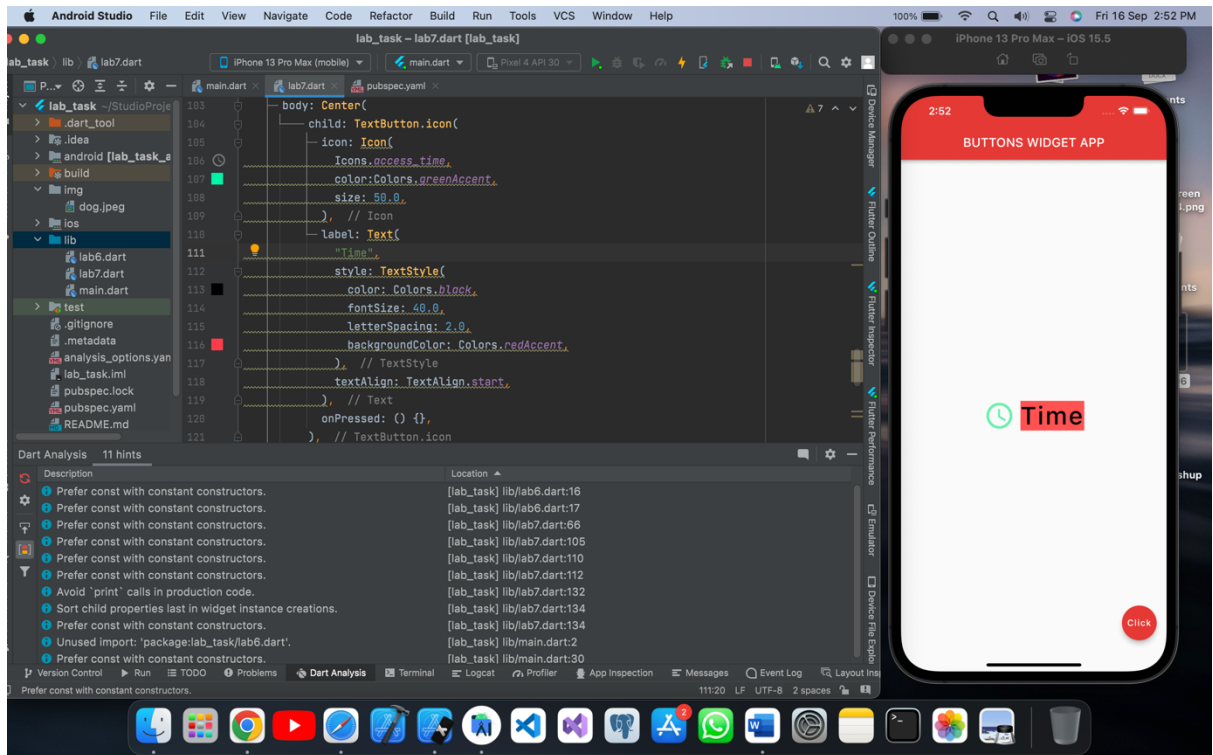 Android Studio File Edit View Navigate Code Refactor Build Run Tools VCS Window Help 100% Fri 16 Sep 2:52 PM
lab_task – lab7.dart [lab_task]
lab_task lib lab7.dart iPhone 13 Pro Max (mobile) main.dart Pixel 4 API 30
P... main.dart lab7.dart pubspec.yaml
lab_task ~/StudioProje
.dart_tool
.idea
android [lab_task_a
build
img
dog.jpeg
ios
lib
lab6.dart
lab7.dart
main.dart
test
.gitignore
.metadata
analysis_options.yan
lab_task.iml
pubspec.lock
pubspec.yaml
README.md
103 body: Center(
104 child: TextButton.icon(
105 icon: Icon(
106 Icons.access_time,
107 color:Colors.greenAccent,
108 size: 50.0,
109 ), // Icon
110 label: Text(
111 "Time",
112 style: TextStyle(
113 color: Colors.black,
114 fontSize: 40.0,
115 letterSpacing: 2.0,
116 backgroundColor: Colors.redAccent,
117 ), // TextStyle
118 textAlign: TextAlign.start,
119 ), // Text
120 onPressed: () {},
121 ), // TextButton.icon
7
Device Manager
Flutter Outline
Flutter Inspector
Flutter Performance
Emulator
Device File Explo
Dart Analysis 11 hints
Description Location
Prefer const with constant constructors. [lab_task] lib/lab6.dart:16
Prefer const with constant constructors. [lab_task] lib/lab6.dart:17
Prefer const with constant constructors. [lab_task] lib/lab7.dart:66
Prefer const with constant constructors. [lab_task] lib/lab7.dart:105
Prefer const with constant constructors. [lab_task] lib/lab7.dart:110
Prefer const with constant constructors. [lab_task] lib/lab7.dart:112
Avoid `print` calls in production code. [lab_task] lib/lab7.dart:132
Sort child properties last in widget instance creations. [lab_task] lib/lab7.dart:134
Prefer const with constant constructors. [lab_task] lib/lab7.dart:134
Unused import: 'package:lab_task/lab6.dart'. [lab_task] lib/main.dart:2
Prefer const with constant constructors. [lab_task] lib/main.dart:30
Version Control Run TODO Problems Dart Analysis Terminal Logcat Profiler App Inspection Messages Event Log Layout Ins
Prefer const with constant constructors. 111:20 LF UTF-8 2 spaces
iPhone 13 Pro Max – iOS 15.5
2:52
BUTTONS WIDGET APP
Time
Click
nts
reen
4.png
nts
6
shup
2